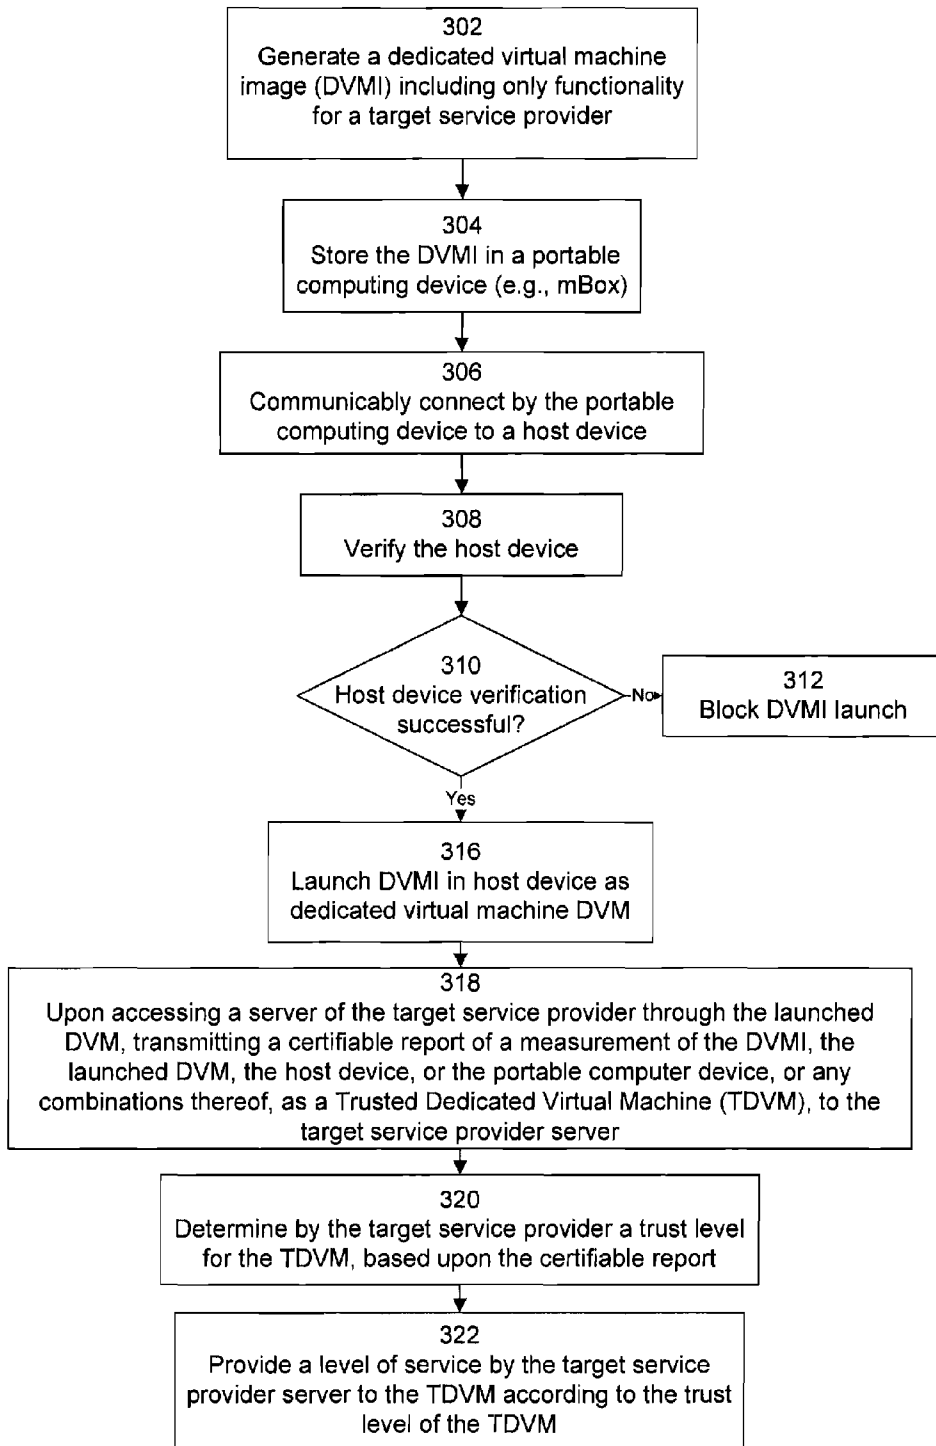 302
Generate a dedicated virtual machine
image (DVMI) including only functionality
for a target service provider
304
Store the DVMI in a portable
computing device (e.g., mBox)
306
Communicably connect by the portable
computing device to a host device
308
Verify the host device
310
Host device verification
successful?
No
312
Block DVMI launch
Yes
316
Launch DVMI in host device as
dedicated virtual machine DVM
318
Upon accessing a server of the target service provider through the launched
DVM, transmitting a certifiable report of a measurement of the DVMI, the
launched DVM, the host device, or the portable computer device, or any
combinations thereof, as a Trusted Dedicated Virtual Machine (TDVM), to the
target service provider server
320
Determine by the target service provider a trust level
for the TDVM, based upon the certifiable report
322
Provide a level of service by the target service
provider server to the TDVM according to the trust
level of the TDVM